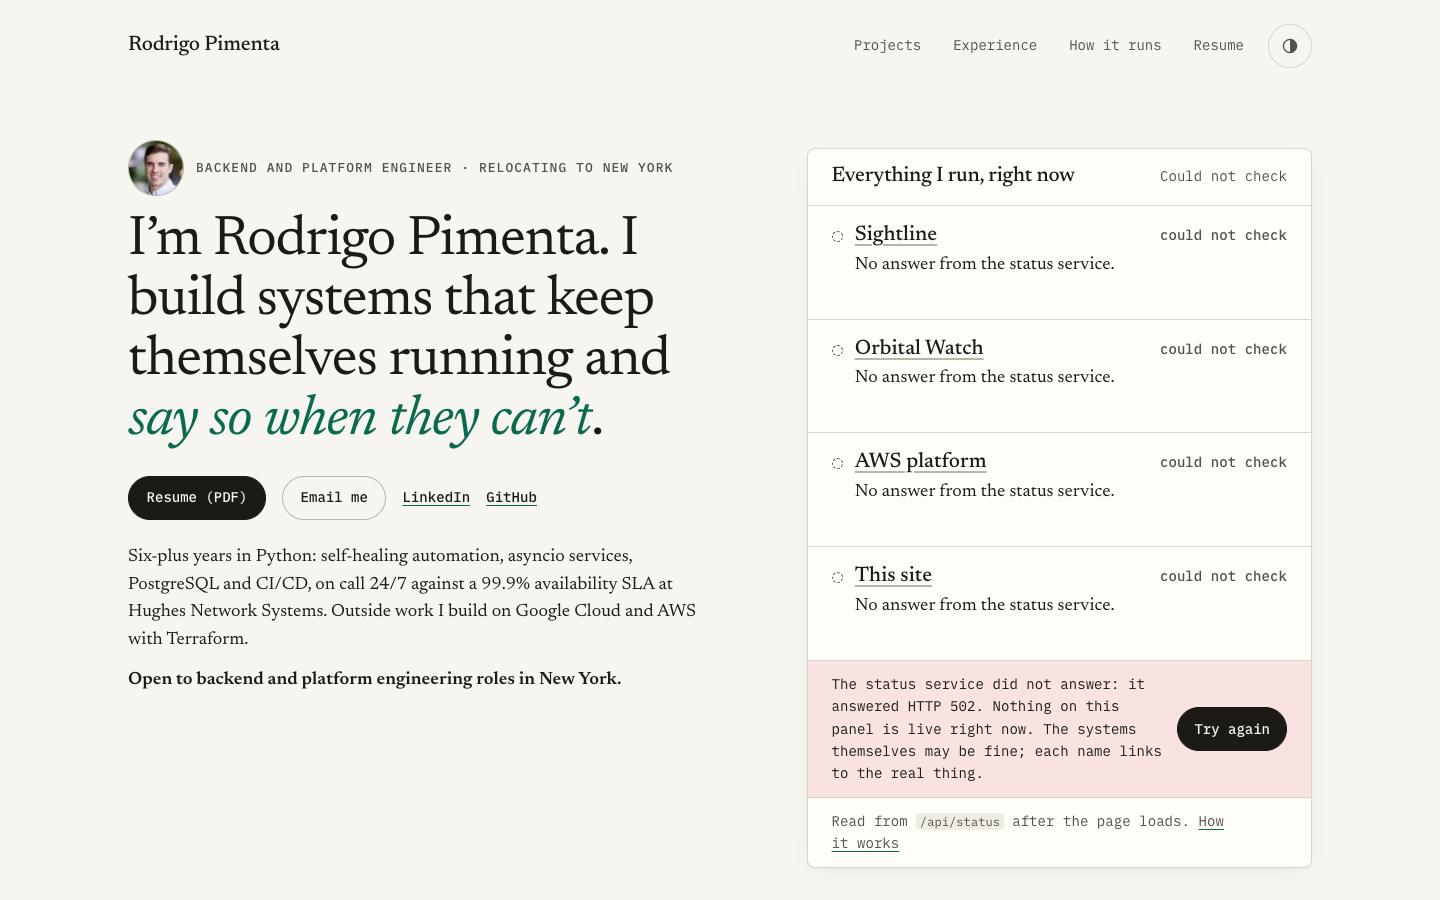 Rodrigo Pimenta
Projects Experience How it runs Resume
BACKEND AND PLATFORM ENGINEER · RELOCATING TO NEW YORK
I’m Rodrigo Pimenta. I
build systems that keep
themselves running and
say so when they can’t.
Resume (PDF) Email me LinkedIn GitHub
Six-plus years in Python: self-healing automation, asyncio services,
PostgreSQL and CI/CD, on call 24/7 against a 99.9% availability SLA at
Hughes Network Systems. Outside work I build on Google Cloud and AWS
with Terraform.
Open to backend and platform engineering roles in New York.
Everything I run, right now Could not check
Sightline could not check
No answer from the status service.
Orbital Watch could not check
No answer from the status service.
AWS platform could not check
No answer from the status service.
This site could not check
No answer from the status service.
The status service did not answer: it
answered HTTP 502. Nothing on this
panel is live right now. The systems
themselves may be fine; each name links
to the real thing.
Try again
Read from /api/status after the page loads. How
it works